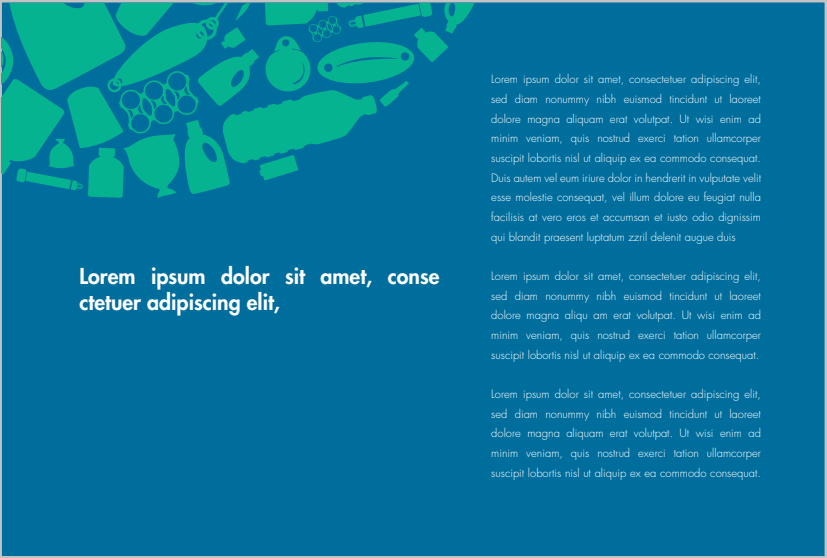 Lorem ipsum dolor sit amet, conse
ctetuer adipiscing elit,
Lorem ipsum dolor sit amet, consectetuer adipiscing elit,
sed diam nonummy nibh euismod tincidunt ut laoreet
dolore magna aliquam erat volutpat. Ut wisi enim ad
minim veniam, quis nostrud exerci tation ullamcorper
suscipit lobortis nisl ut aliquip ex ea commodo consequat.
Duis autem vel eum iriure dolor in hendrerit in vulputate velit
esse molestie consequat, vel illum dolore eu feugiat nulla
facilisis at vero eros et accumsan et iusto odio dignissim
qui blandit praesent luptatum zzril delenit augue duis
Lorem ipsum dolor sit amet, consectetuer adipiscing elit,
sed diam nonummy nibh euismod tincidunt ut laoreet
dolore magna aliqu am erat volutpat. Ut wisi enim ad
minim veniam, quis nostrud exerci tation ullamcorper
suscipit lobortis nisl ut aliquip ex ea commodo consequat.
Lorem ipsum dolor sit amet, consectetuer adipiscing elit,
sed diam nonummy nibh euismod tincidunt ut laoreet
dolore magna aliquam erat volutpat. Ut wisi enim ad
minim veniam, quis nostrud exerci tation ullamcorper
suscipit lobortis nisl ut aliquip ex ea commodo consequat.